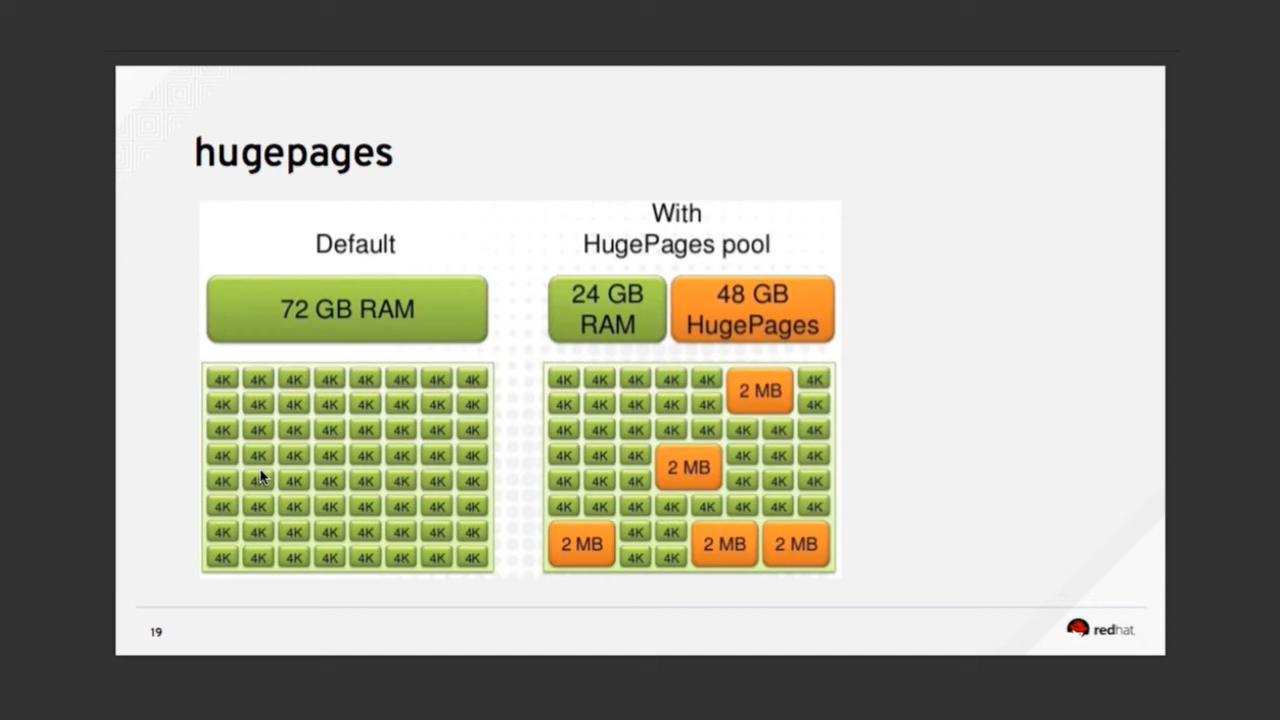 hugepages
Default
72 GB RAM
4K 4K 4K 4K 4K 4K 4K 4K
4K 4K 4K 4K 4K 4K 4K 4K
4K 4K 4K 4K 4K 4K 4K 4K
4K 4K 4K 4K 4K 4K 4K 4K
4K 4K 4K 4K 4K 4K 4K 4K
4K 4K 4K 4K 4K 4K 4K 4K
4K 4K 4K 4K 4K 4K 4K 4K
4K 4K 4K 4K 4K 4K 4K 4K
With
HugePages pool
24 GB
RAM
48 GB
HugePages
4K 4K 4K 4K 4K 2 MB 4K
4K 4K 4K 4K 4K 4K
4K 4K 4K 4K 4K 4K 4K 4K
4K 4K 4K 2 MB 4K 4K 4K
4K 4K 4K 4K 4K 4K
4K 4K 4K 4K 4K 4K 4K 4K
2 MB 4K 4K 2 MB 2 MB
4K 4K
19
redhat